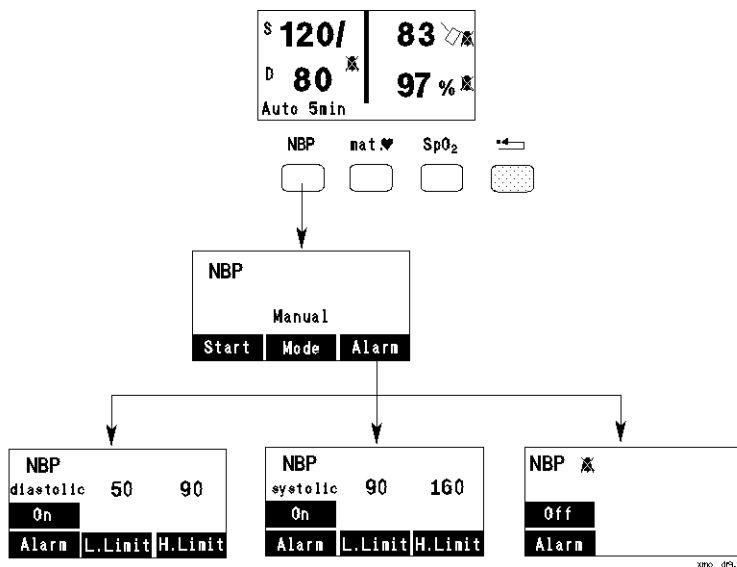 S 120/ 83
D 80 97 %
Auto 5min
NBP mat.♥ SpO₂
NBP
Manual
Start Mode Alarm
NBP
diastolic 50 90
On
Alarm L.Limit H.Limit
NBP
systolic 90 160
On
Alarm L.Limit H.Limit
NBP
Off
Alarm